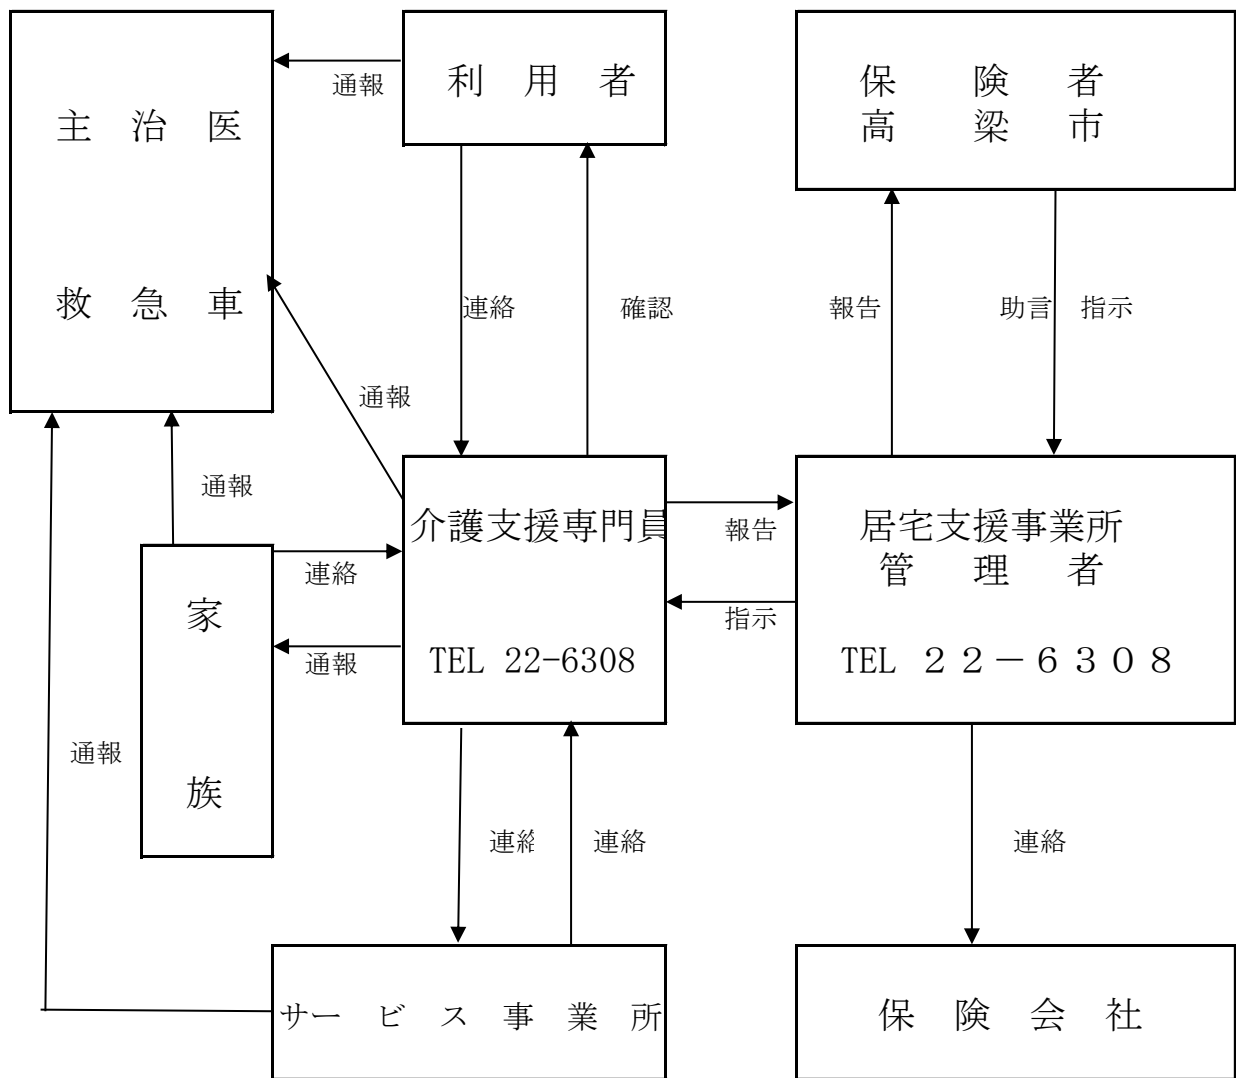 通報
利 用 者
保 険 者
高 梁 市
主 治 医
救 急 車
連絡
確認
報告
助言
指示
通報
通報
介護支援専門員
TEL 22-6308
報告
指示
居宅支援事業所
管 理 者
TEL ２２－６３０８
連絡
通報
家
族
通報
連絡
連絡
連絡
サー ビ ス 事 業 所
保 険 会 社